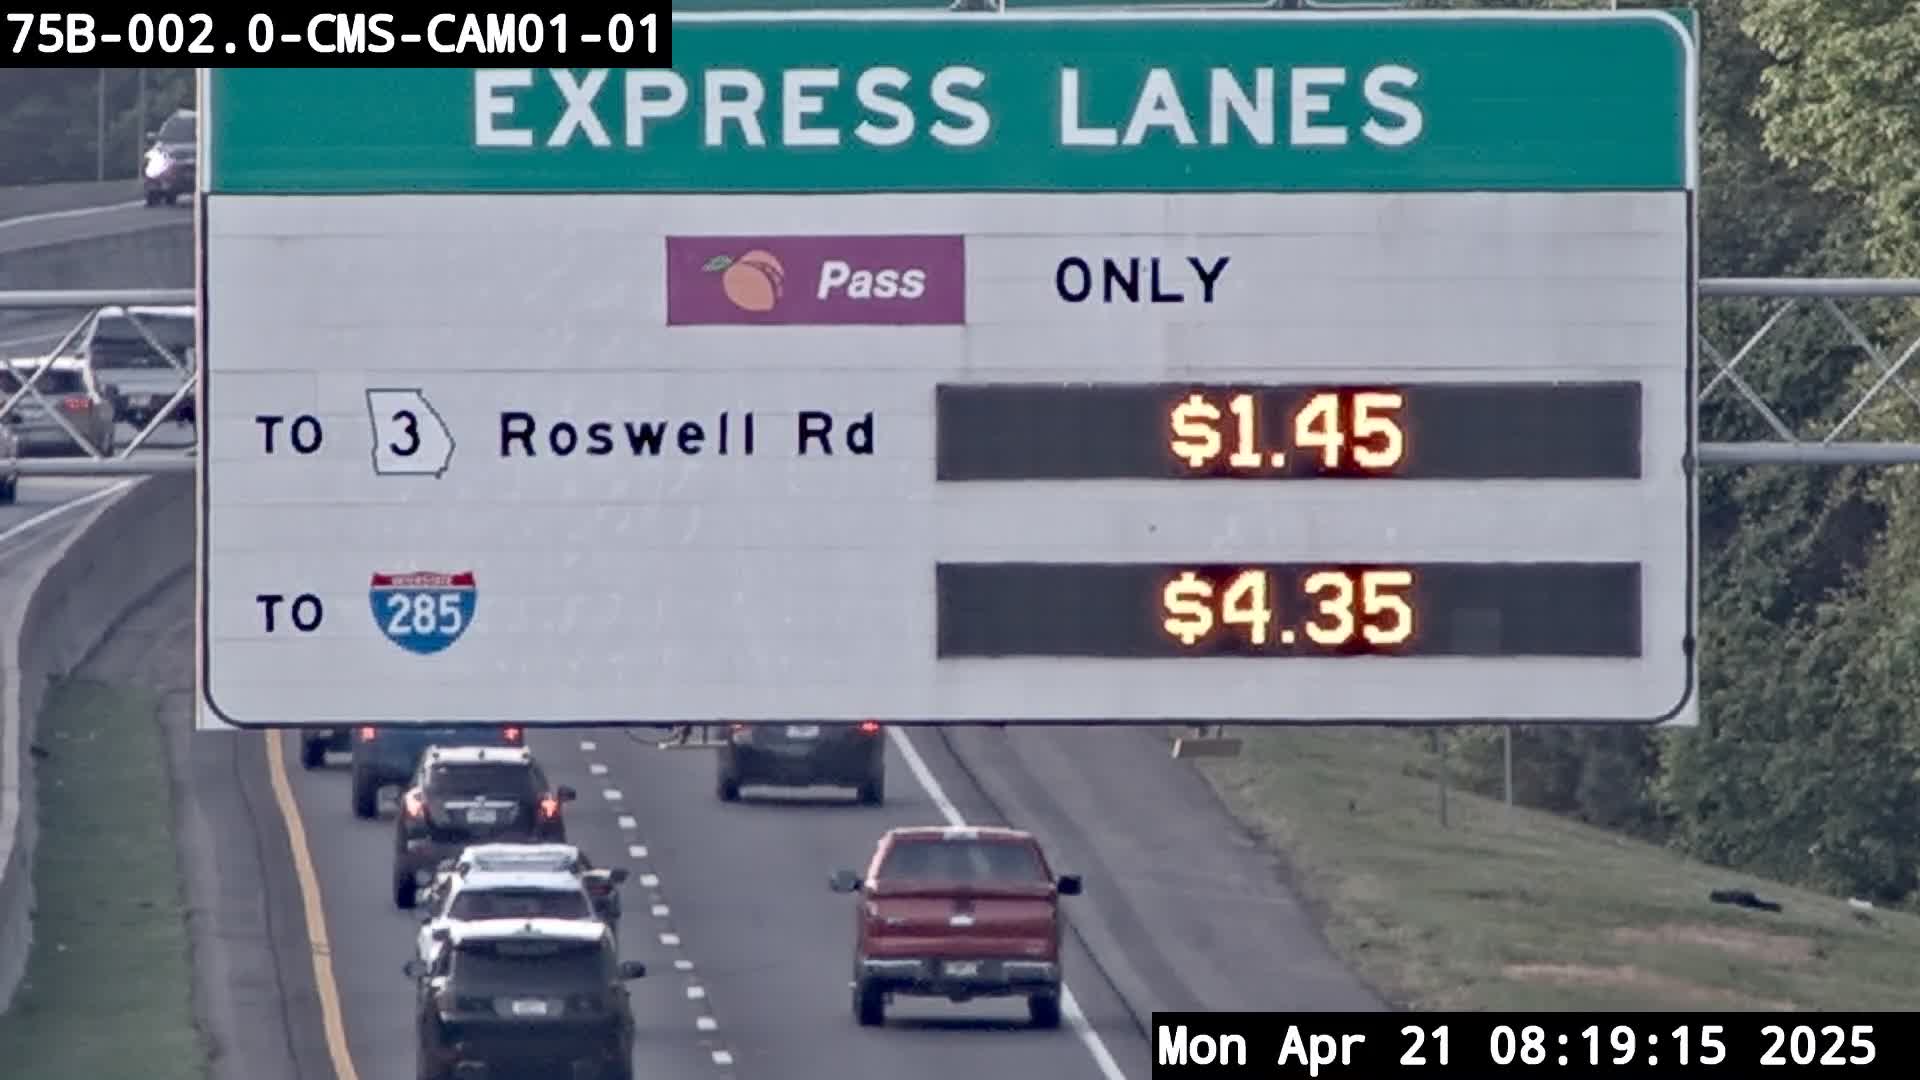 75B-002.0-CMS-CAM01-01
EXPRESS LANES
Pass ONLY
TO 3 Roswell Rd $1.45
INTERSTATE
TO 285 $4.35
Mon Apr 21 08:19:15 2025